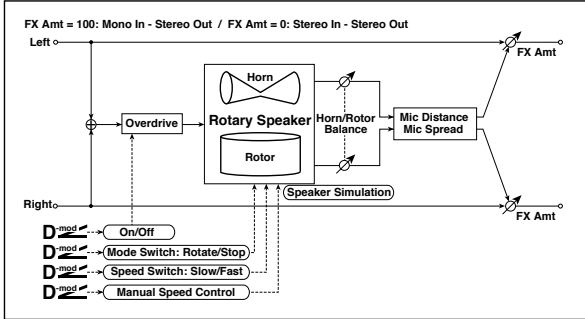 FX Amt = 100: Mono In - Stereo Out / FX Amt = 0: Stereo In - Stereo Out
Left
FX Amt
Horn
Overdrive
Rotary Speaker
Horn/Rotor
Balance
Mic Distance
Mic Spread
Rotor
Speaker Simulation
Right
FX Amt
D-mod
On/Off
D-mod
Mode Switch: Rotate/Stop
D-mod
Speed Switch: Slow/Fast
D-mod
Manual Speed Control